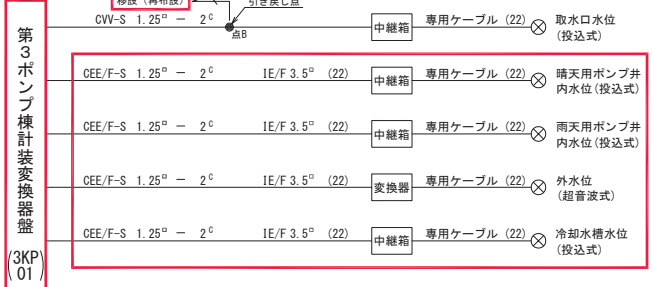 移設（再布設）
引き戻し点
CVV-S 1.25□ － 2C
点B
中継箱
専用ケーブル (22)
取水口水位
(投込式)
第3ポンプ棟計装変換器盤
(3KP01)
CEE/F-S 1.25□ － 2C
IE/F 3.5□ (22)
中継箱
専用ケーブル (22)
晴天用ポンプ井
内水位(投込式)
CEE/F-S 1.25□ － 2C
IE/F 3.5□ (22)
中継箱
専用ケーブル (22)
雨天用ポンプ井
内水位(投込式)
CEE/F-S 1.25□ － 2C
IE/F 3.5□ (22)
変換器
専用ケーブル (22)
外水位
(超音波式)
CEE/F-S 1.25□ － 2C
IE/F 3.5□ (22)
中継箱
専用ケーブル (22)
冷却水槽水位
(投込式)